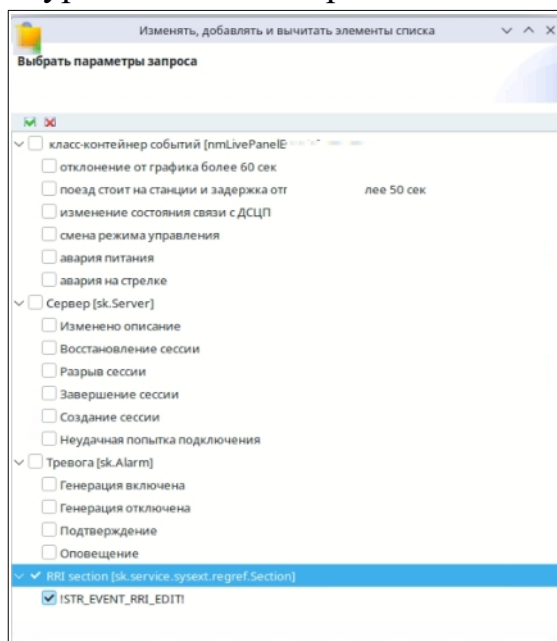 Изменять, добавлять и вычитать элементы списка
Выбрать параметры запроса
класс-контейнер событий [nmLivePanelE
отклонение от графика более 60 сек
поезд стоит на станции и задержка отп лее 50 сек
изменение состояния связи с ДСЦП
смена режима управления
авария питания
авария на стрелке
Сервер [sk.Server]
Изменено описание
Восстановление сессии
Разрыв сессии
Завершение сессии
Создание сессии
Неудачная попытка подключения
Тревога [sk.Alarm]
Генерация включена
Генерация отключена
Подтверждение
Оповещение
RRI section [sk.service.sysext.regref.Section]
!STR_EVENT_RRI_EDIT!